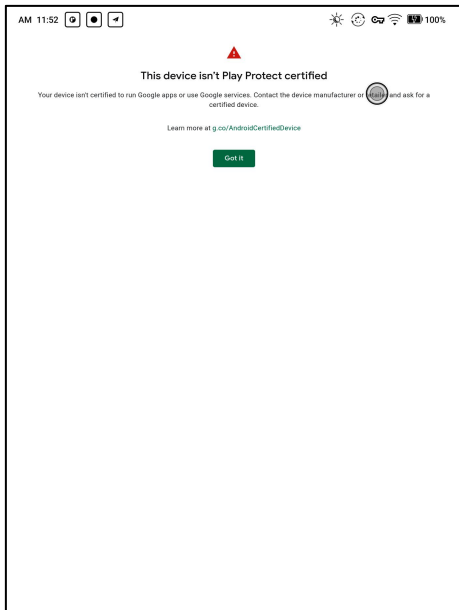 AM 11:52
100%
This device isn't Play Protect certified
Your device isn't certified to run Google apps or use Google services. Contact the device manufacturer or retailer and ask for a
certified device.
Learn more at g.co/AndroidCertifiedDevice
Got it